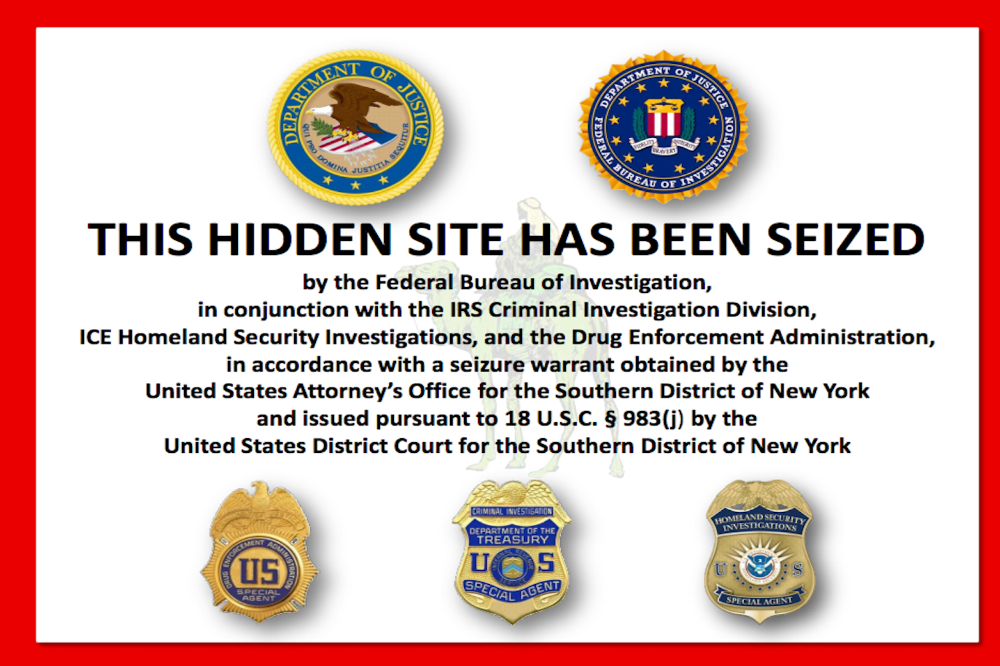 DEPARTMENT OF JUSTICE
QUI PRO DOMINA JUSTITIA SEQUITUR
DEPARTMENT OF JUSTICE
FEDERAL BUREAU OF INVESTIGATION
FIDELITY BRAVERY INTEGRITY
THIS HIDDEN SITE HAS BEEN SEIZED
by the Federal Bureau of Investigation,
in conjunction with the IRS Criminal Investigation Division,
ICE Homeland Security Investigations, and the Drug Enforcement Administration,
in accordance with a seizure warrant obtained by the
United States Attorney’s Office for the Southern District of New York
and issued pursuant to 18 U.S.C. § 983(j) by the
United States District Court for the Southern District of New York
DRUG ENFORCEMENT ADMINISTRATION
US
SPECIAL
AGENT
CRIMINAL INVESTIGATION
DEPARTMENT OF THE
TREASURY
U S
INTERNAL REVENUE
SERVICE
SPECIAL AGENT
HOMELAND SECURITY
INVESTIGATIONS
U S
SPECIAL AGENT